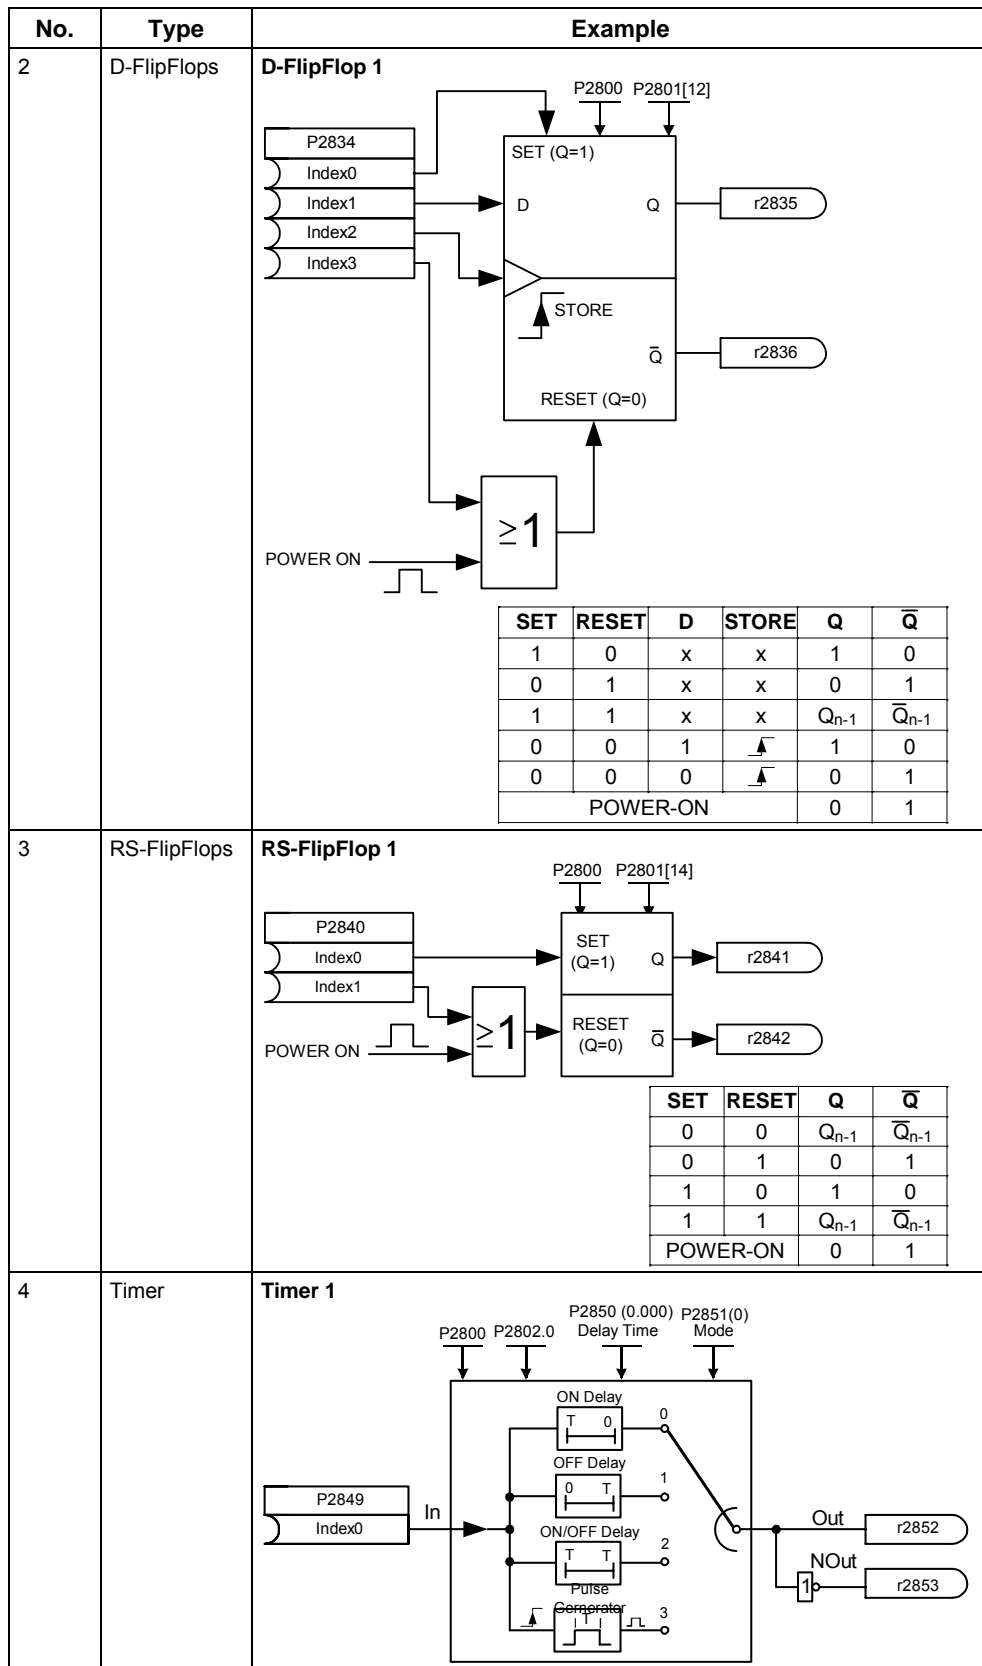 No. Type Example
2 D-FlipFlops D-FlipFlop 1
P2800 P2801[12]
P2834
Index0
Index1
Index2
Index3
SET (Q=1)
D Q
r2835
STORE
Q̅
r2836
RESET (Q=0)
≥1
POWER ON
SET RESET D STORE Q Q̅
1 0 x x 1 0
0 1 x x 0 1
1 1 x x Qn-1 Q̅n-1
0 0 1 1 0
0 0 0 0 1
POWER-ON 0 1
3 RS-FlipFlops RS-FlipFlop 1
P2800 P2801[14]
P2840
Index0
Index1
SET
(Q=1) Q
r2841
POWER ON
≥1
RESET
(Q=0) Q̅
r2842
SET RESET Q Q̅
0 0 Qn-1 Q̅n-1
0 1 0 1
1 0 1 0
1 1 Qn-1 Q̅n-1
POWER-ON 0 1
4 Timer Timer 1
P2850 (0.000) P2851(0)
P2800 P2802.0 Delay Time Mode
ON Delay
T 0 0
OFF Delay
0 T 1
P2849
Index0
In
ON/OFF Delay
T T 2
Pulse
Gernerator
T 3
Out
r2852
NOut
1
r2853